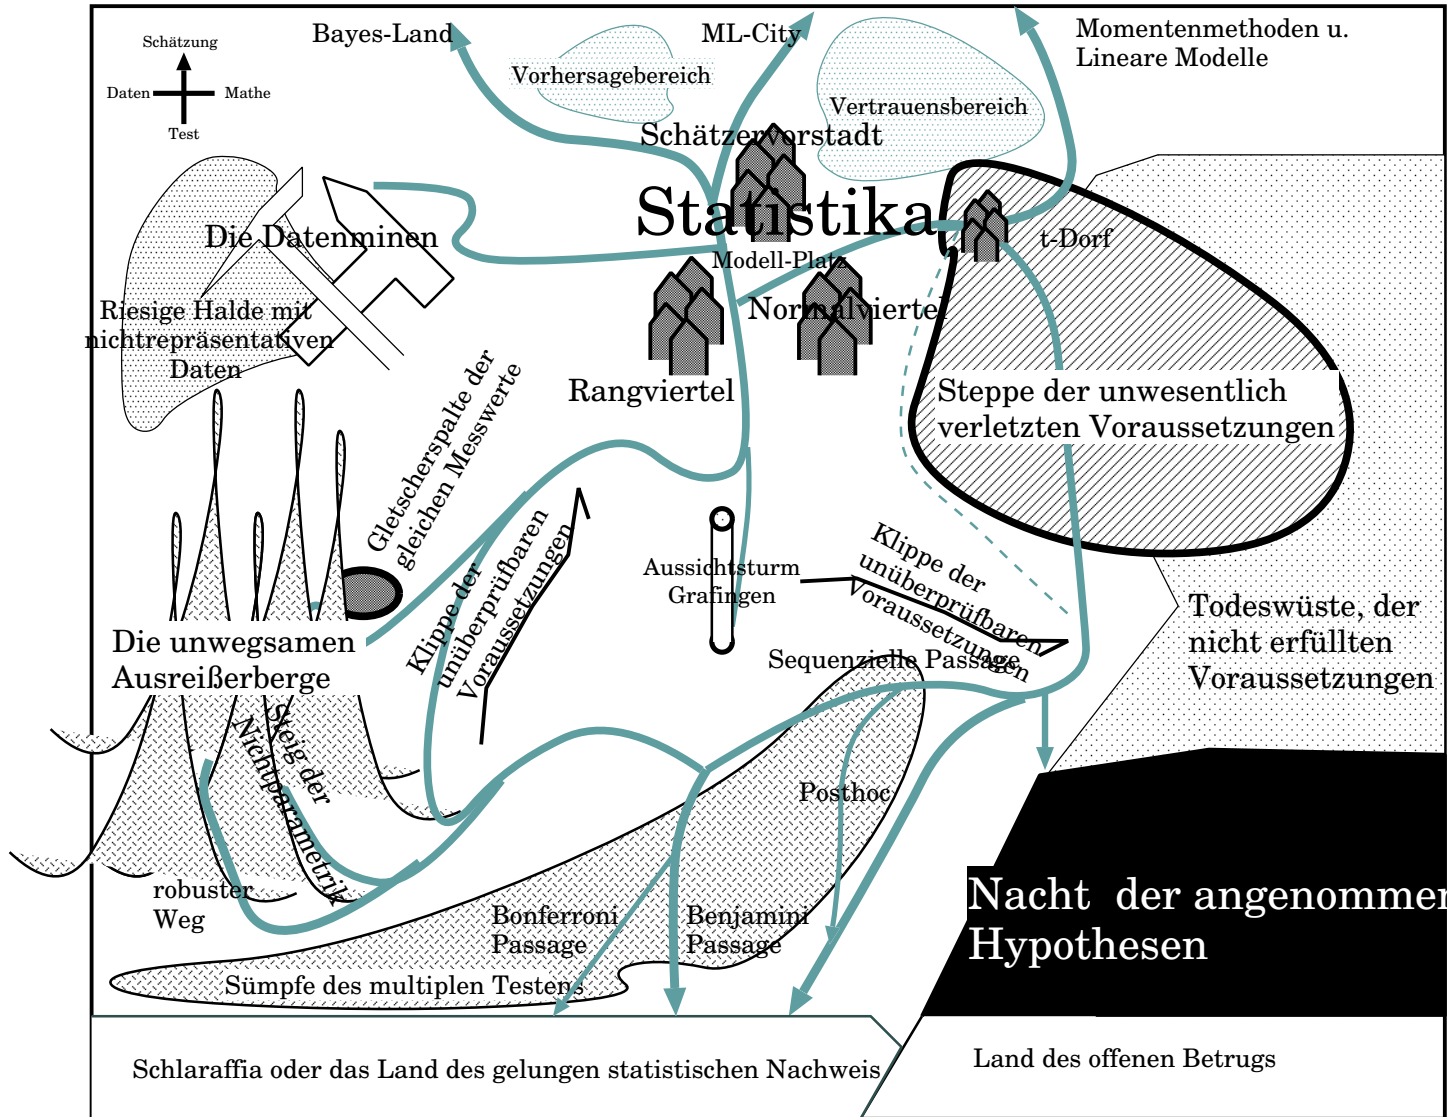 Bayes-Land
ML-City
Momentenmethoden u.
Lineare Modelle
Schätzung
Daten
Mathe
Test
Vorhersagebereich
Vertrauensbereich
Schätzervorstadt
Statistika
Die Datenminen
t-Dorf
Modell-Platz
Riesige Halde mit
nichtrepräsentativen
Daten
Normalviertel
Rangviertel
Steppe der unwesentlich
verletzten Voraussetzungen
Gletscherspalte der
gleichen Messwerte
Klippe der
unüberprüfbaren
Voraussetzungen
Aussichtsturm
Grafingen
Klippe der
unüberprüfbaren
Voraussetzungen
Todeswüste, der
nicht erfüllten
Voraussetzungen
Die unwegsamen
Ausreißerberge
Sequenzielle Passage
Steig der
Nichtparametrik
Posthoc
robuster
Weg
Bonferroni
Passage
Benjamini
Passage
Nacht der angenommen
Hypothesen
Sümpfe des multiplen Testens
Schlaraffia oder das Land des gelungen statistischen Nachweis
Land des offenen Betrugs